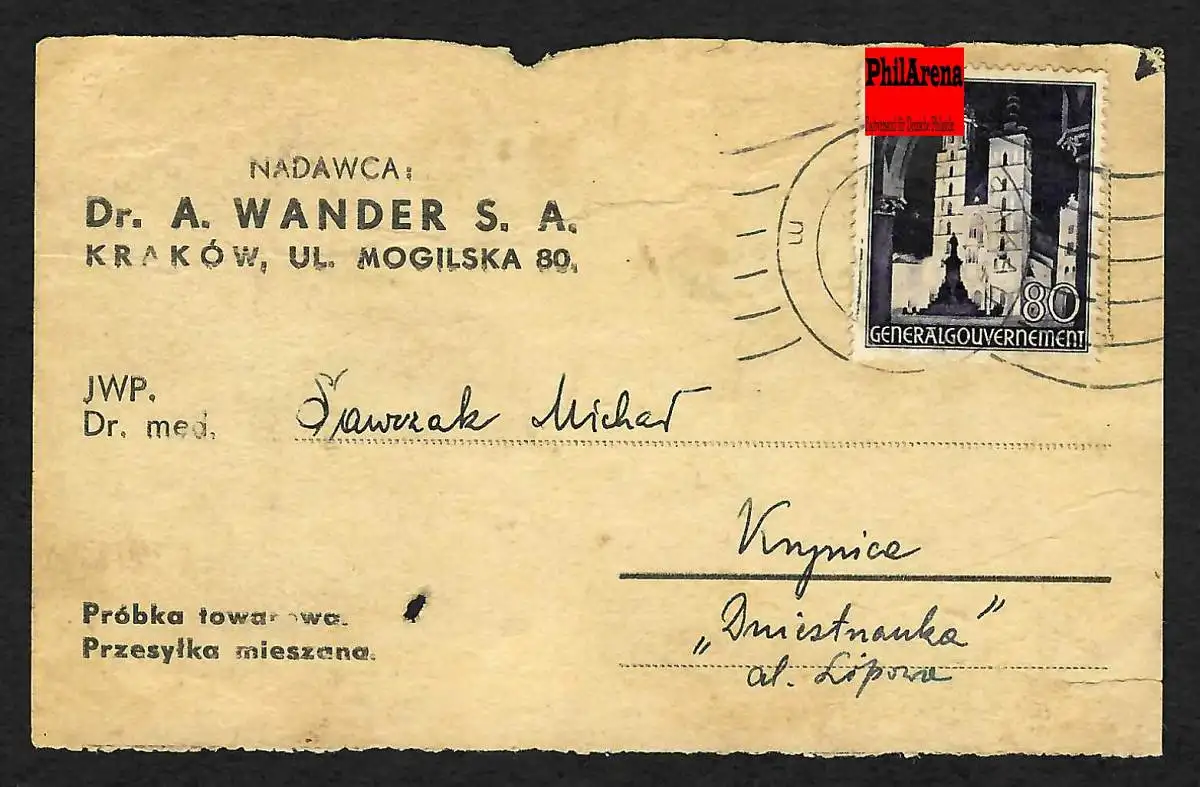 PhilArena
NADAWCA:
Dr. A. WANDER S. A.
KRAKÓW, UL. MOGILSKA 80.
80
GENERALGOUVERNEMENT
JWP.
Dr. med. Michał
Krynica
Próbka towarowa.
Przesyłka mieszana.
"
al. Lipowa